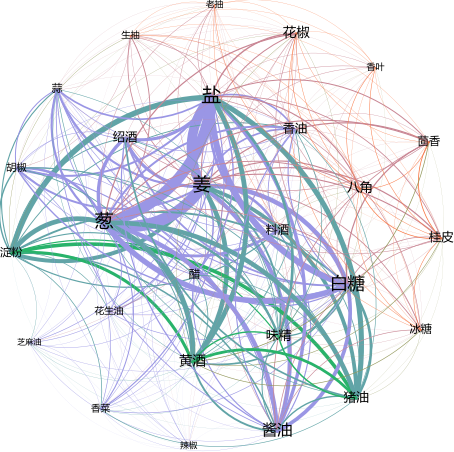 老抽
生抽
花椒
香叶
蒜
盐
香油
绍酒
茴香
胡椒
姜
八角
葱
料酒
桂皮
淀粉
醋
白糖
花生油
冰糖
芝麻油
味精
黄酒
猪油
香菜
酱油
辣椒